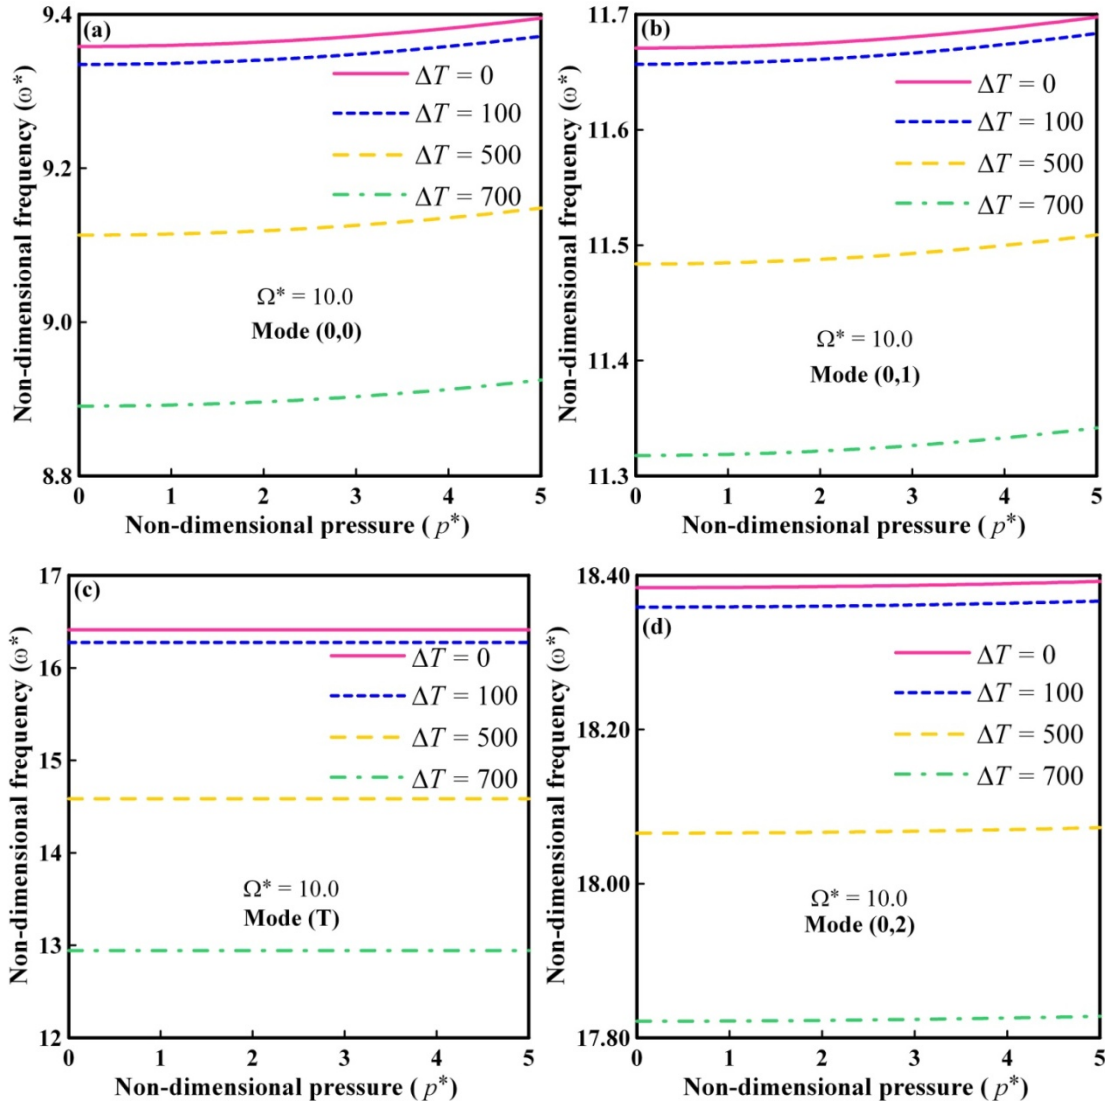 (a)
Non-dimensional frequency (ω*)
9.4
9.2
9.0
8.8
ΔT = 0
ΔT = 100
ΔT = 500
ΔT = 700
Ω* = 10.0
Mode (0,0)
0 1 2 3 4 5
Non-dimensional pressure ( p*)
(b)
Non-dimensional frequency (ω*)
11.7
11.6
11.5
11.4
11.3
ΔT = 0
ΔT = 100
ΔT = 500
ΔT = 700
Ω* = 10.0
Mode (0,1)
0 1 2 3 4 5
Non-dimensional pressure ( p*)
(c)
Non-dimensional frequency (ω*)
17
16
15
14
13
12
ΔT = 0
ΔT = 100
ΔT = 500
ΔT = 700
Ω* = 10.0
Mode (T)
0 1 2 3 4 5
Non-dimensional pressure ( p*)
(d)
Non-dimensional frequency (ω*)
18.40
18.20
18.00
17.80
ΔT = 0
ΔT = 100
ΔT = 500
ΔT = 700
Ω* = 10.0
Mode (0,2)
0 1 2 3 4 5
Non-dimensional pressure ( p*)